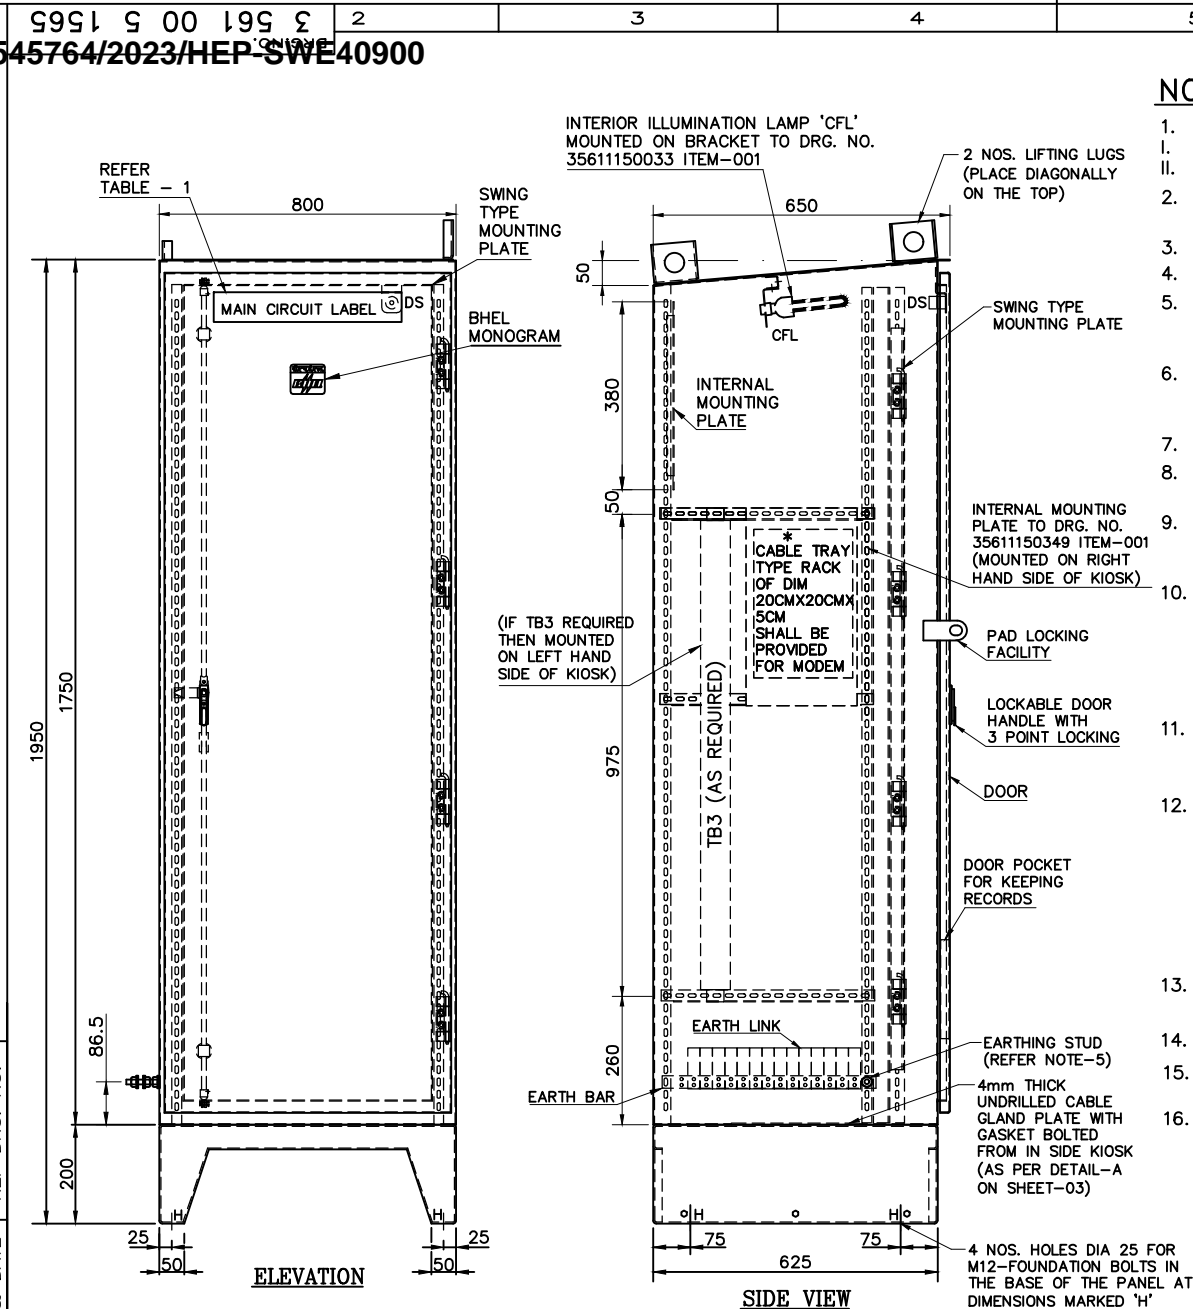 3 561 00 5 1565
DRG.NO.
2
3
4
5
545764/2023/HEP-SWE40900
INTERIOR ILLUMINATION LAMP 'CFL'
MOUNTED ON BRACKET TO DRG. NO.
35611150033 ITEM-001
2 NOS. LIFTING LUGS
(PLACE DIAGONALLY
ON THE TOP)
REFER
TABLE - 1
800
SWING
TYPE
MOUNTING
PLATE
650
50
MAIN CIRCUIT LABEL
DS
BHEL
MONOGRAM
CFL
DS
SWING TYPE
MOUNTING PLATE
INTERNAL
MOUNTING
PLATE
380
50
INTERNAL MOUNTING
PLATE TO DRG. NO.
35611150349 ITEM-001
(MOUNTED ON RIGHT
HAND SIDE OF KIOSK)
*
CABLE TRAY
TYPE RACK
OF DIM
20CMX20CMX
5CM
SHALL BE
PROVIDED
FOR MODEM
(IF TB3 REQUIRED
THEN MOUNTED
ON LEFT HAND
SIDE OF KIOSK)
PAD LOCKING
FACILITY
LOCKABLE DOOR
HANDLE WITH
3 POINT LOCKING
1950
1750
975
TB3 (AS REQUIRED)
DOOR
DOOR POCKET
FOR KEEPING
RECORDS
86.5
260
EARTH LINK
EARTHING STUD
(REFER NOTE-5)
EARTH BAR
4mm THICK
UNDRILLED CABLE
GLAND PLATE WITH
GASKET BOLTED
FROM IN SIDE KIOSK
(AS PER DETAIL-A
ON SHEET-03)
200
H
H
H
H
25
50
25
50
75
75
625
ELEVATION
SIDE VIEW
4 NOS. HOLES DIA 25 FOR
M12-FOUNDATION BOLTS IN
THE BASE OF THE PANEL AT
DIMENSIONS MARKED 'H'
NO
1.
I.
II.
2.
3.
4.
5.
6.
7.
8.
9.
10.
11.
12.
13.
14.
15.
16.